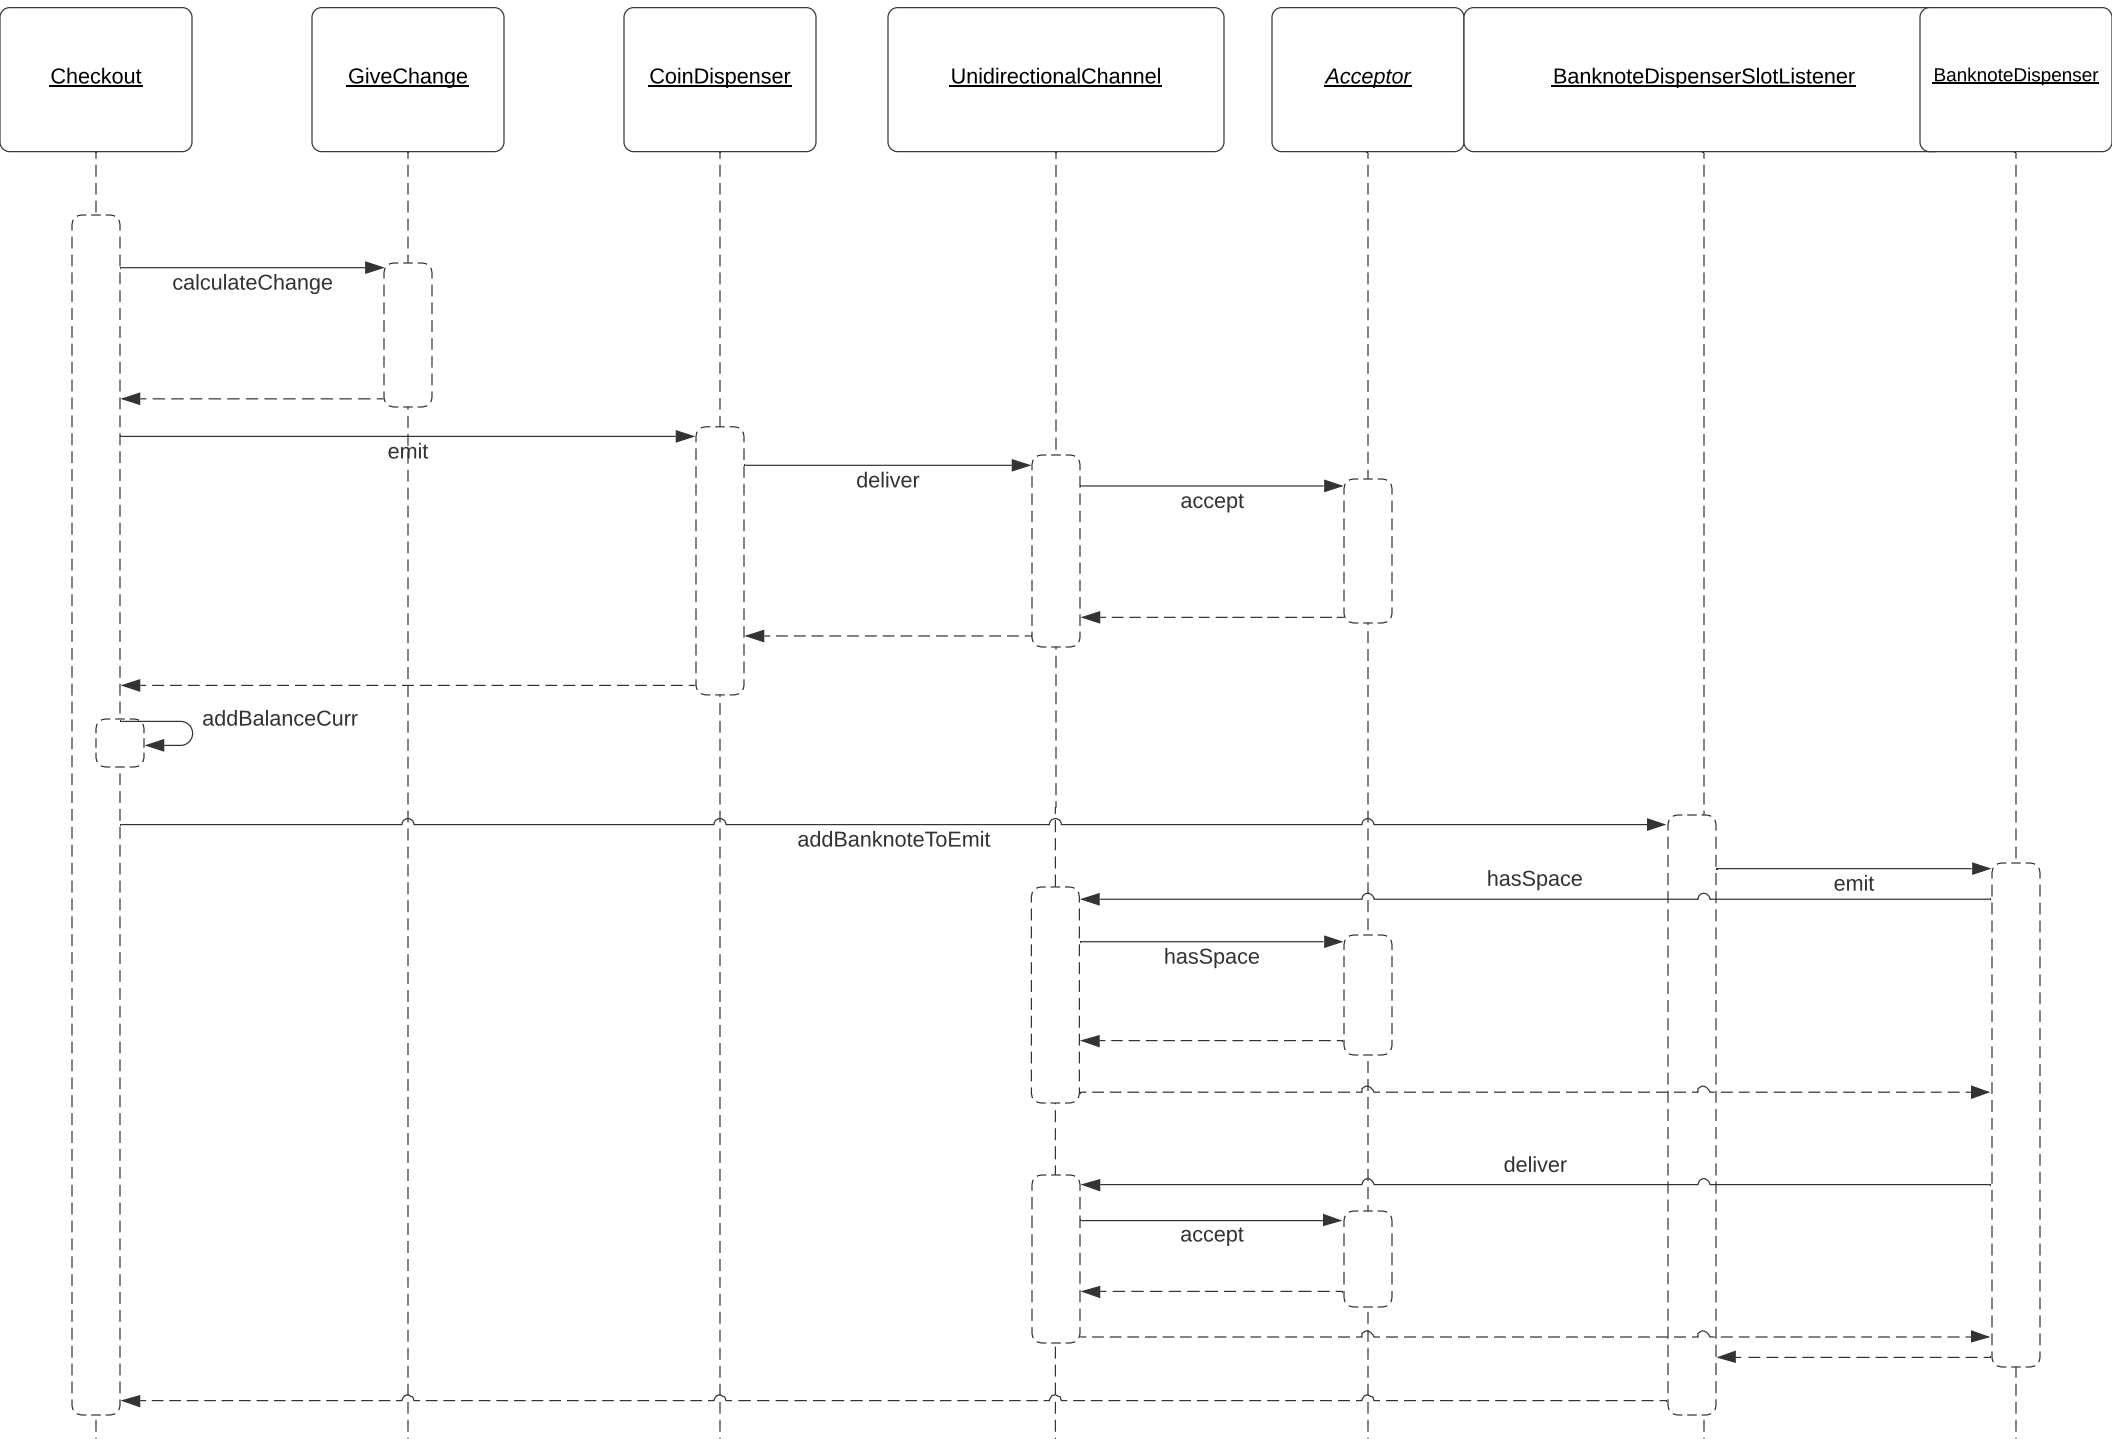 Checkout
GiveChange
CoinDispenser
UnidirectionalChannel
Acceptor
BanknoteDispenserSlotListener
BanknoteDispenser
calculateChange
emit
deliver
accept
addBalanceCurr
addBanknoteToEmit
hasSpace
emit
hasSpace
deliver
accept